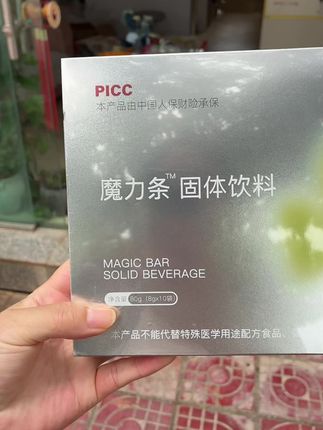 PICC
本产品由中国人保财险承保
魔力条™ 固体饮料
MAGIC BAR
SOLID BEVERAGE
净含量 80g (8g×10袋)
本产品不能代替特殊医学用途配方食品、